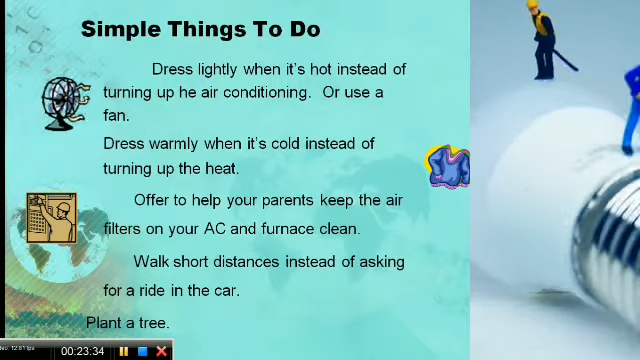 Simple Things To Do
Dress lightly when it's hot instead of
turning up he air conditioning. Or use a
fan.
Dress warmly when it's cold instead of
turning up the heat.
Offer to help your parents keep the air
filters on your AC and furnace clean.
Walk short distances instead of asking
for a ride in the car.
Plant a tree.
00:23:34